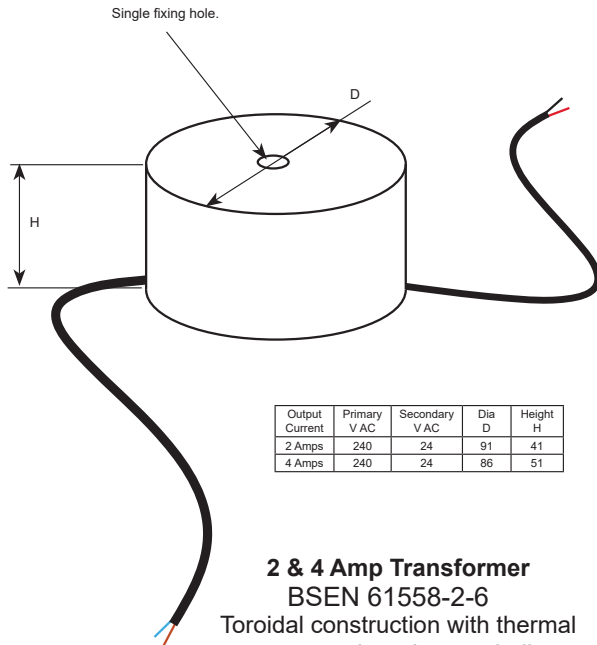 Single fixing hole.
D
H
Output Current Primary V AC Secondary V AC Dia D Height H
2 Amps 240 24 91 41
4 Amps 240 24 86 51
2 & 4 Amp Transformer
BSEN 61558-2-6
Toroidal construction with thermal